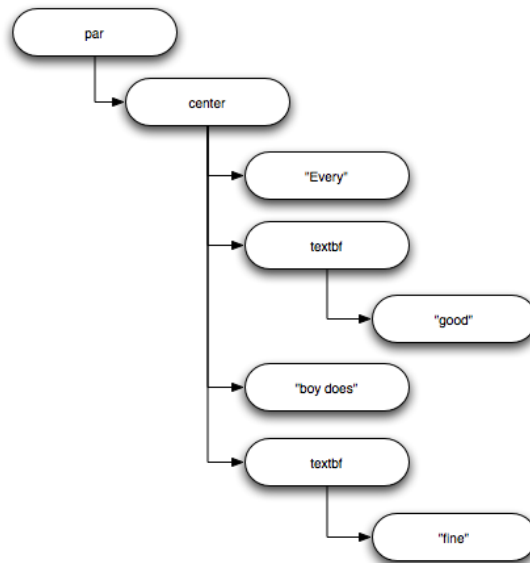 par
center
"Every"
textbf
"good"
"boy does"
textbf
"fine"